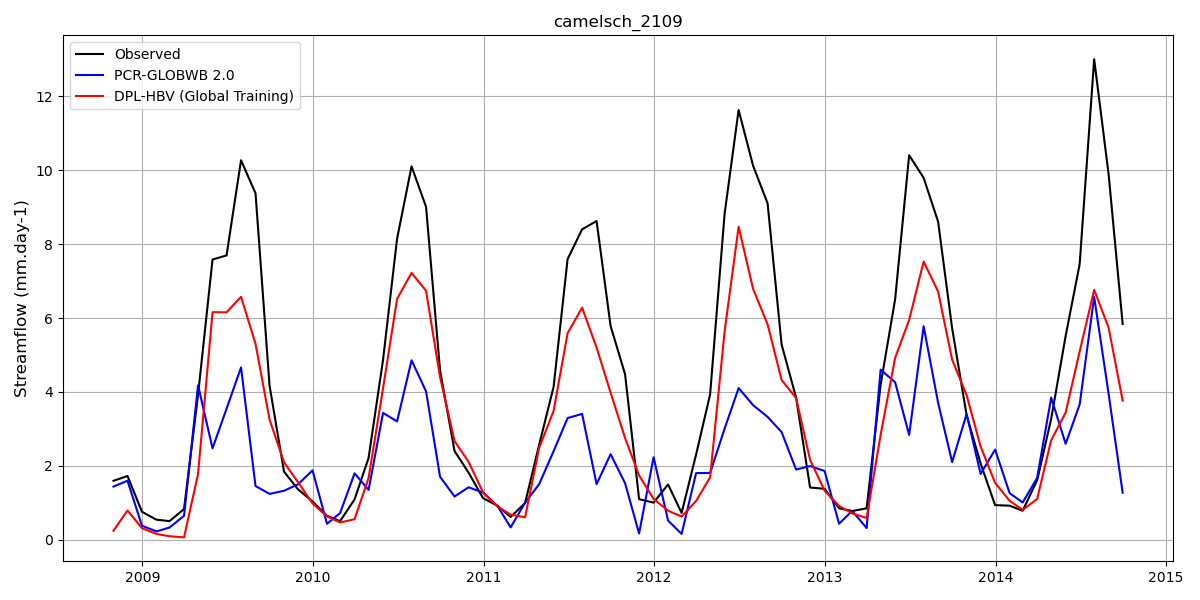 camelsch_2109
Observed
PCR-GLOBWB 2.0
DPL-HBV (Global Training)
Streamflow (mm.day-1)
12
10
8
6
4
2
0
2009 2010 2011 2012 2013 2014 2015